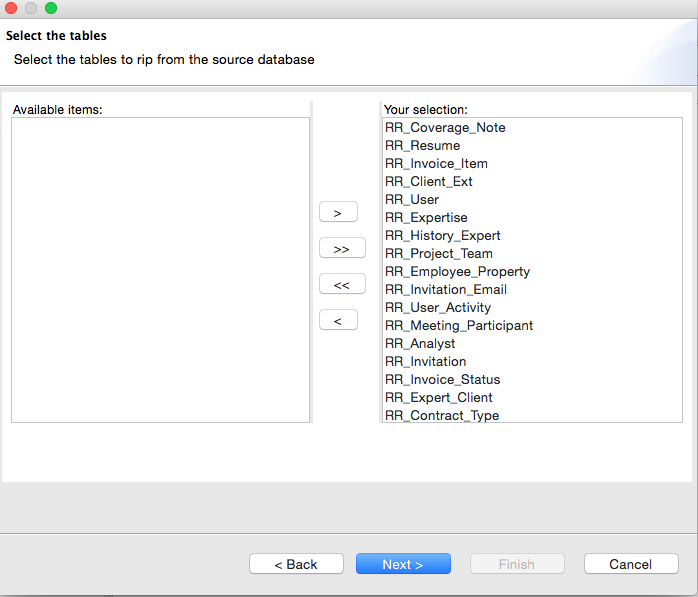 Select the tables
Select the tables to rip from the source database
Available items:
Your selection:
RR_Coverage_Note
RR_Resume
RR_Invoice_Item
RR_Client_Ext
RR_User
RR_Expertise
RR_History_Expert
RR_Project_Team
RR_Employee_Property
RR_Invitation_Email
RR_User_Activity
RR_Meeting_Participant
RR_Analyst
RR_Invitation
RR_Invoice_Status
RR_Expert_Client
RR_Contract_Type
>
>>
<<
<
< Back
Next >
Finish
Cancel